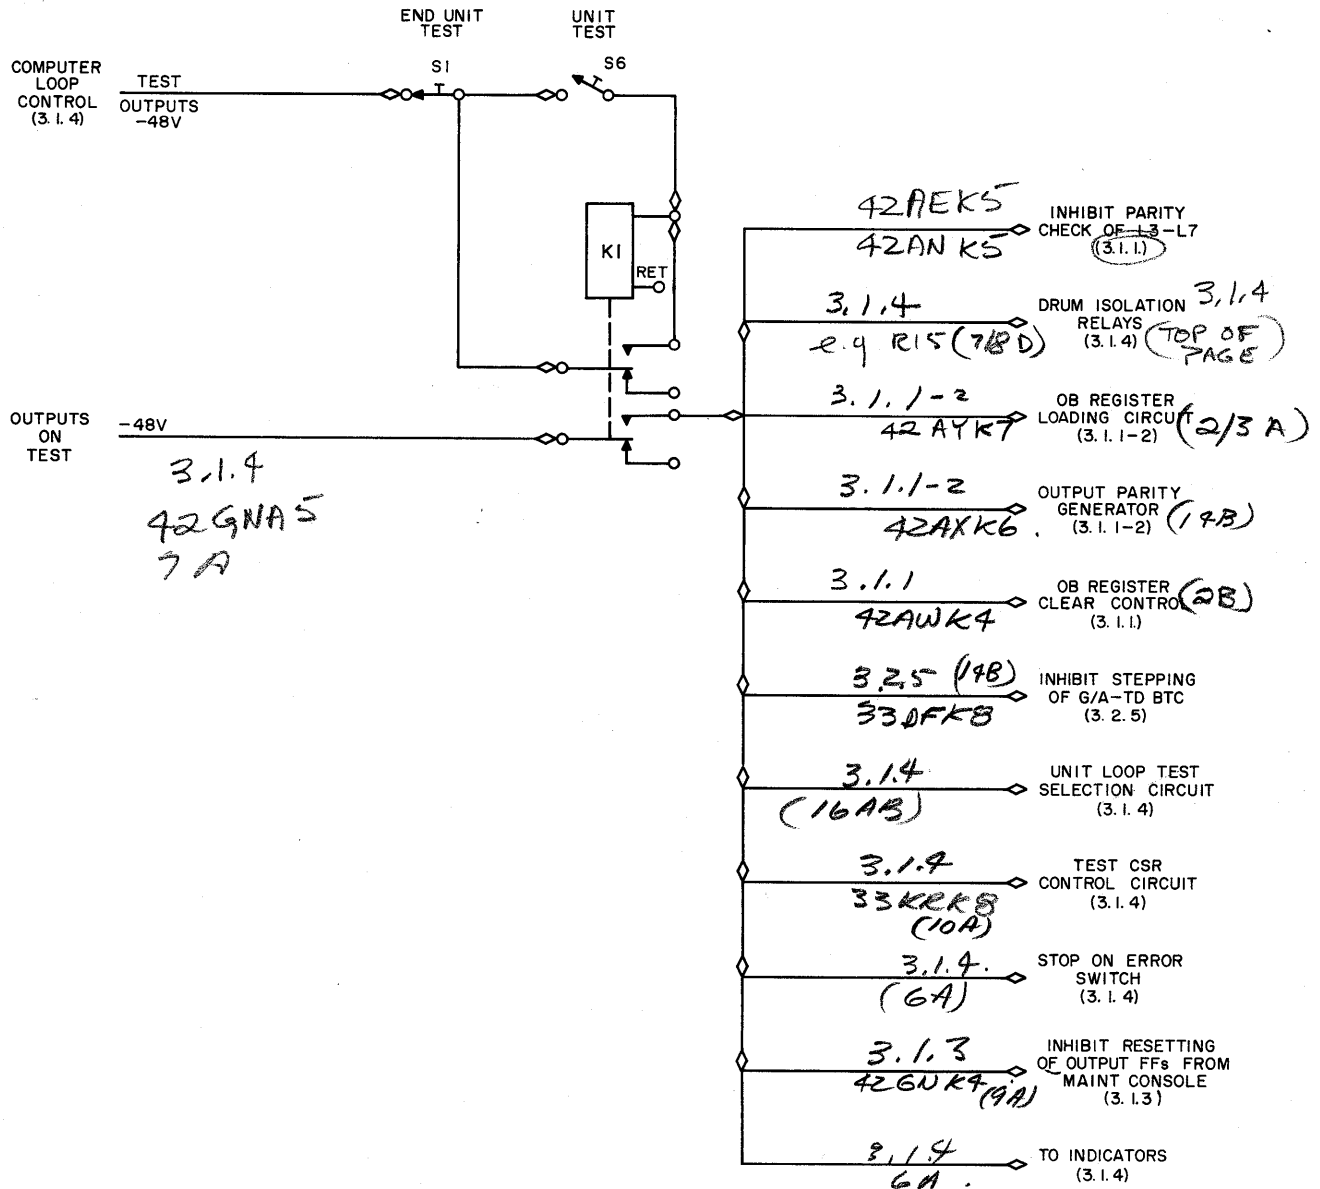 END UNIT
TEST
UNIT
TEST
S1
S6
COMPUTER
LOOP
CONTROL
(3.1.4)
TEST
OUTPUTS
-48V
K1
RET
OUTPUTS
ON
TEST
-48V
3.1.4
42GNA5
7A
42AEK5
42ANK5
INHIBIT PARITY
CHECK OF L3-L7
(3.1.1.)
3.1.4
e.g R15 (7/8D)
DRUM ISOLATION
RELAYS
(3.1.4)
3.1.4
(TOP OF
PAGE)
3.1.1-2
42AYK7
OB REGISTER
LOADING CIRCUIT
(3.1.1-2)
(2/3 A)
3.1.1-2
42AXK6.
OUTPUT PARITY
GENERATOR
(3.1.1-2)
(14B)
3.1.1
42AWK4
OB REGISTER
CLEAR CONTROL
(3.1.1.)
(2B)
3.2.5 (14B)
33DFK8
INHIBIT STEPPING
OF G/A-TD BTC
(3.2.5)
3.1.4
(16AB)
UNIT LOOP TEST
SELECTION CIRCUIT
(3.1.4)
3.1.4
33KRK8
(10A)
TEST CSR
CONTROL CIRCUIT
(3.1.4)
3.1.4.
(6A)
STOP ON ERROR
SWITCH
(3.1.4)
3.1.3
42GNK4
(9A)
INHIBIT RESETTING
OF OUTPUT FFs FROM
MAINT CONSOLE
(3.1.3)
3.1.4
6A.
TO INDICATORS
(3.1.4)